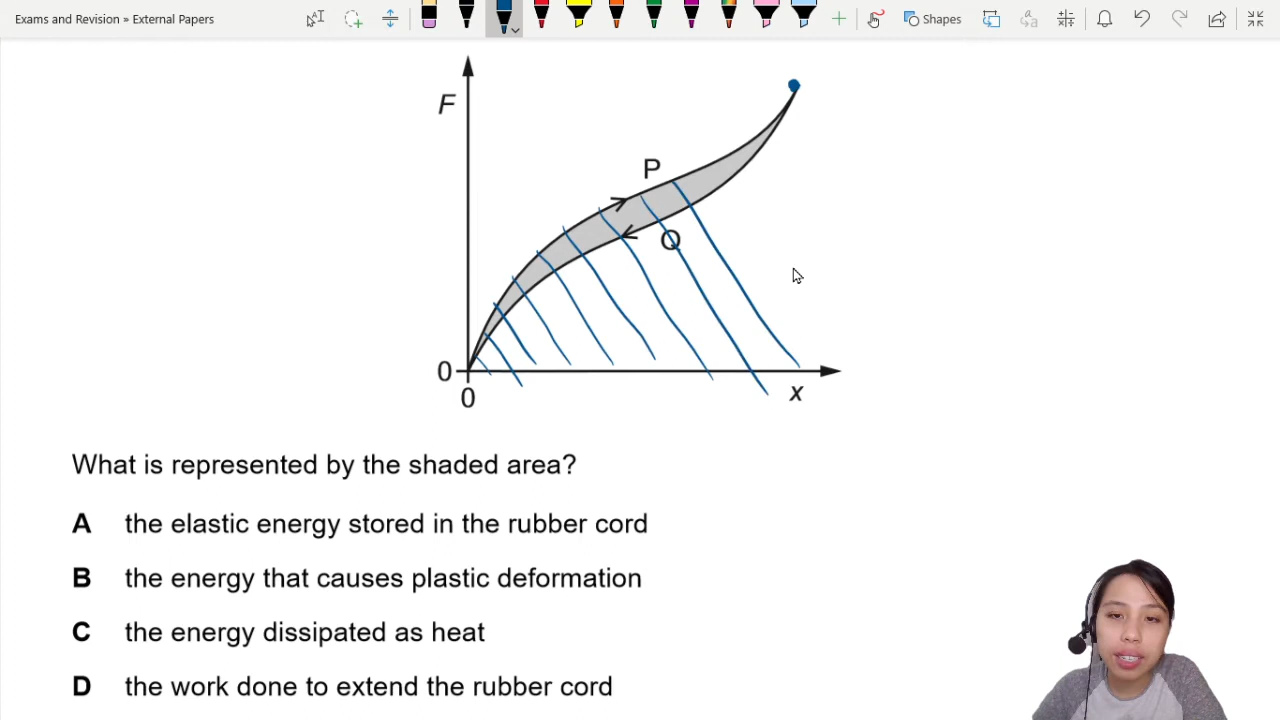 Exams and Revision » External Papers
Shapes
F
P
Q
0
0
x
What is represented by the shaded area?
A the elastic energy stored in the rubber cord
B the energy that causes plastic deformation
C the energy dissipated as heat
D the work done to extend the rubber cord